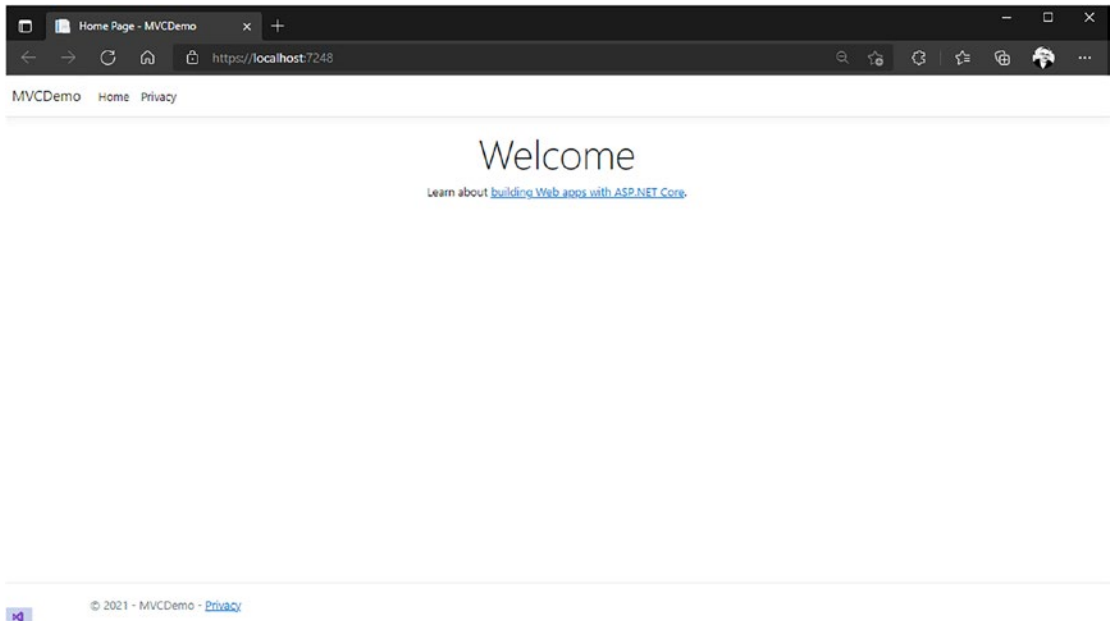 Home Page - MVCDemo
https://localhost:7248
MVCDemo Home Privacy
Welcome
Learn about building Web apps with ASP.NET Core.
© 2021 - MVCDemo - Privacy